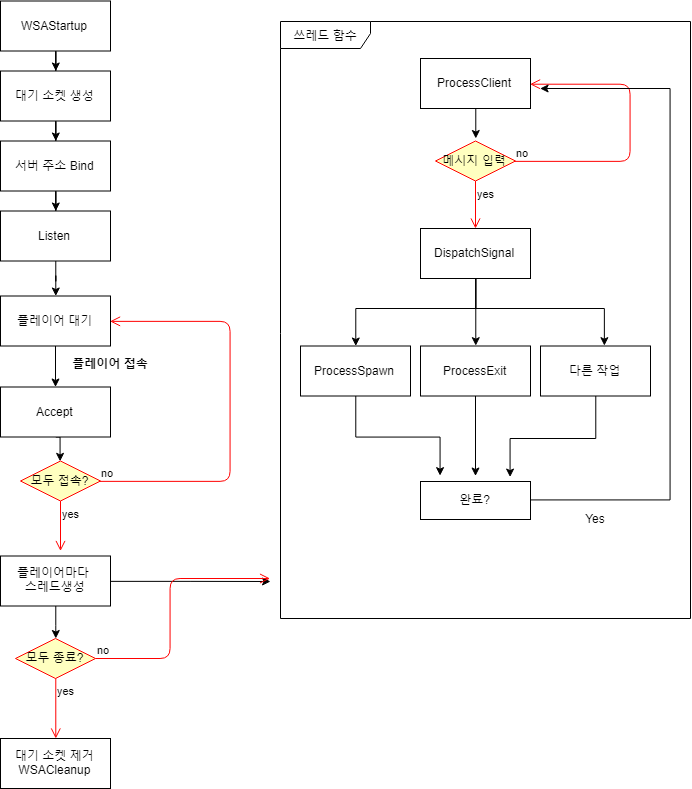 WSAStartup
대기 소켓 생성
서버 주소 Bind
Listen
플레이어 대기
플레이어 접속
Accept
모두 접속?
no
yes
플레이어마다
스레드생성
모두 종료?
no
yes
대기 소켓 제거
WSACleanup
쓰레드 함수
ProcessClient
메시지 입력
no
yes
DispatchSignal
ProcessSpawn
ProcessExit
다른 작업
완료?
Yes